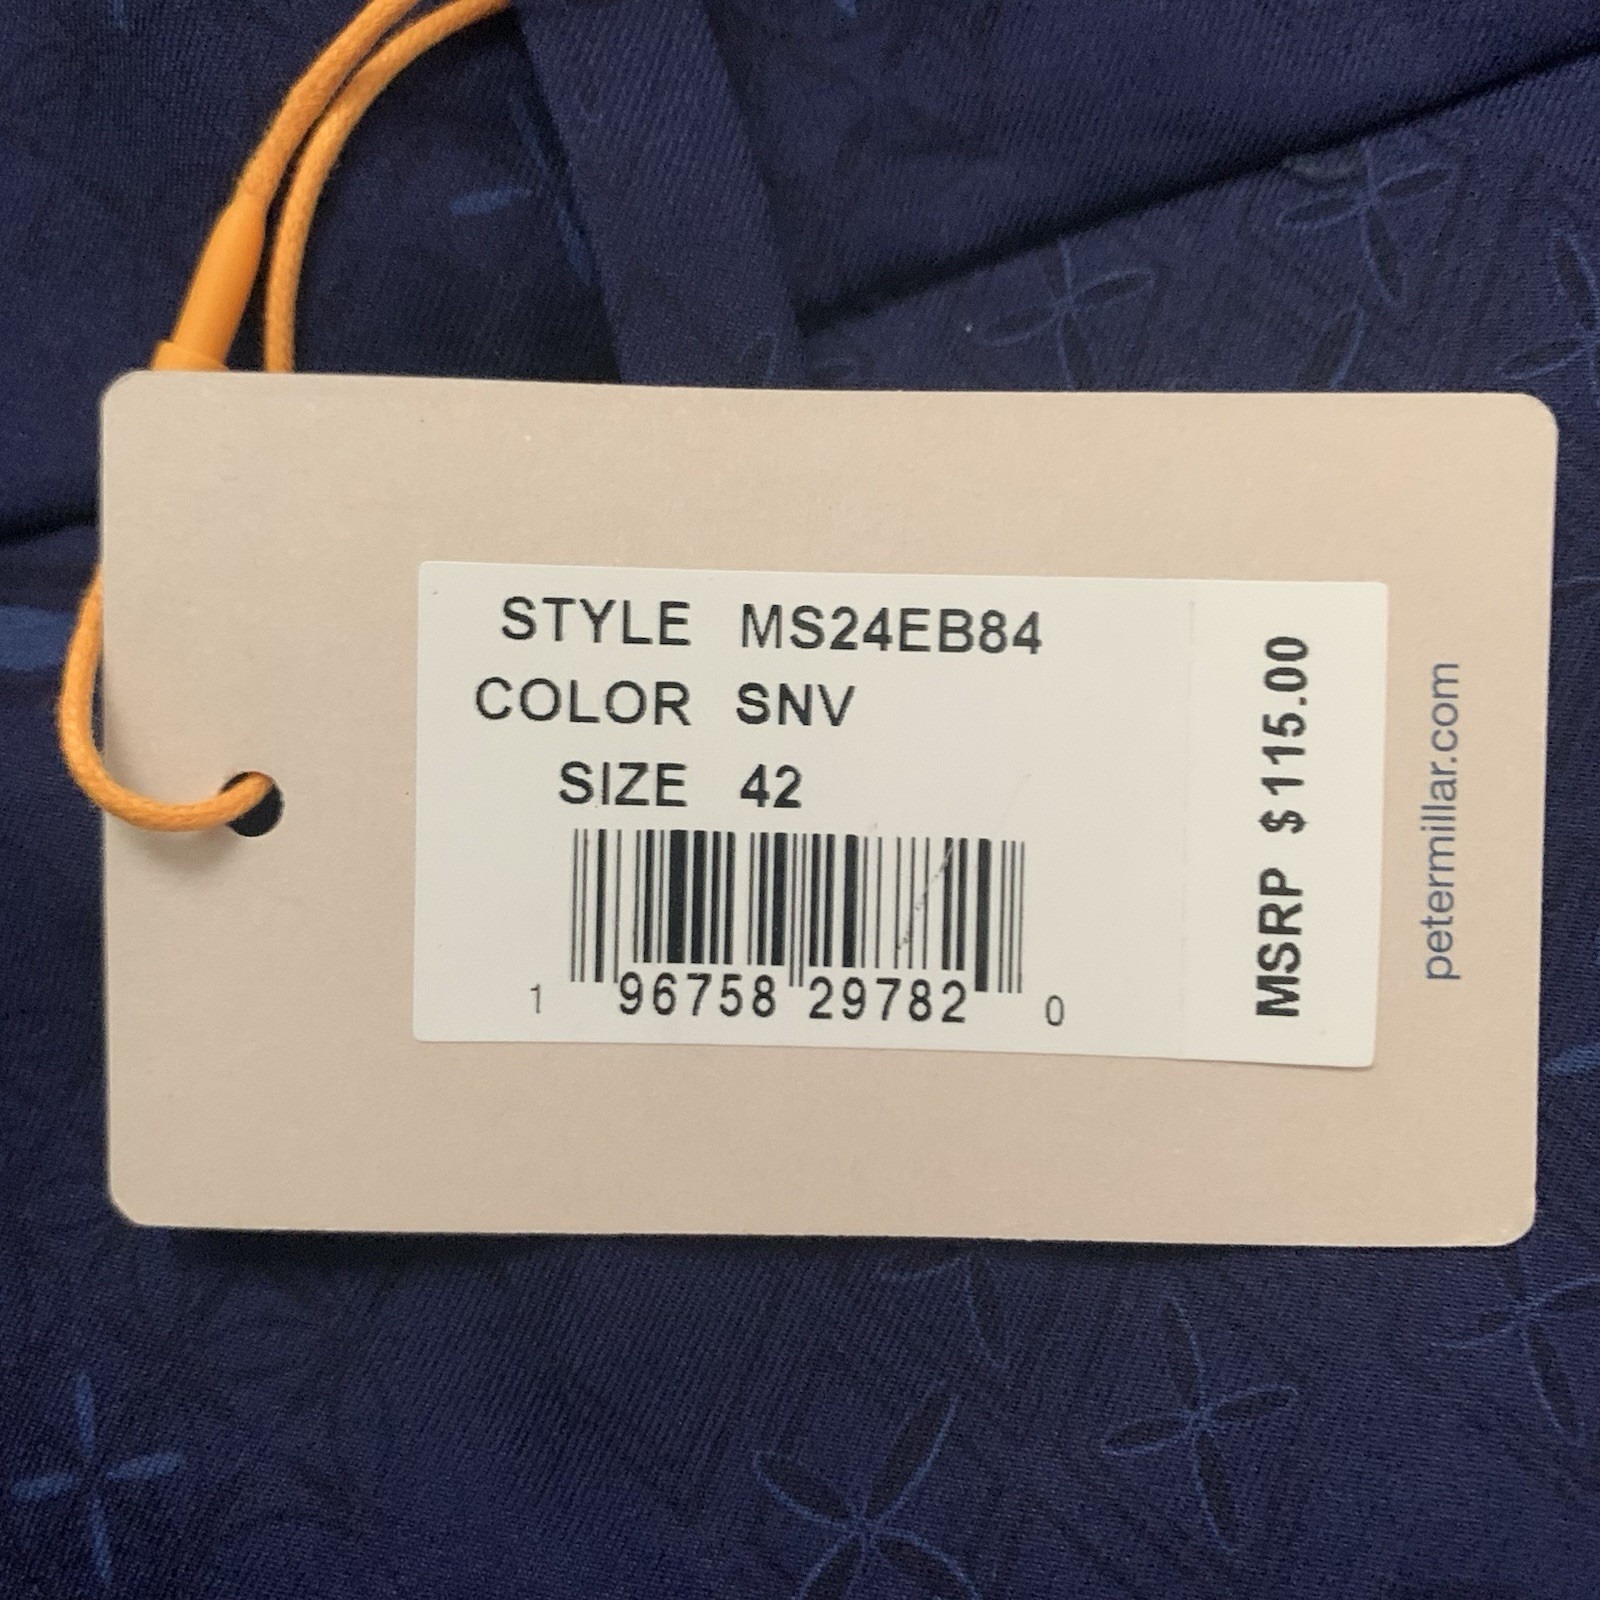 STYLE MS24EB84
COLOR SNV
SIZE 42
1 96758 29782 0
MSRP $115.00
petermillar.com